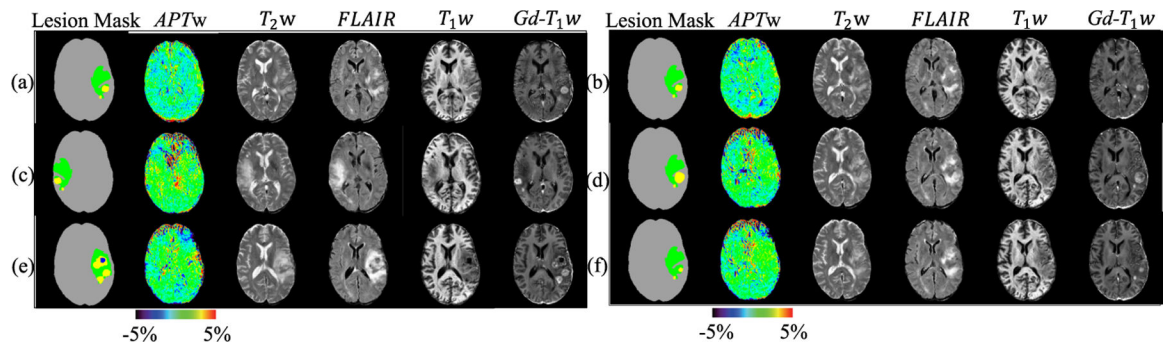 Lesion Mask APTw T₂w FLAIR T₁w Gd-T₁w
(a)
(c)
(e)
-5% 5%
Lesion Mask APTw T₂w FLAIR T₁w Gd-T₁w
(b)
(d)
(f)
-5% 5%